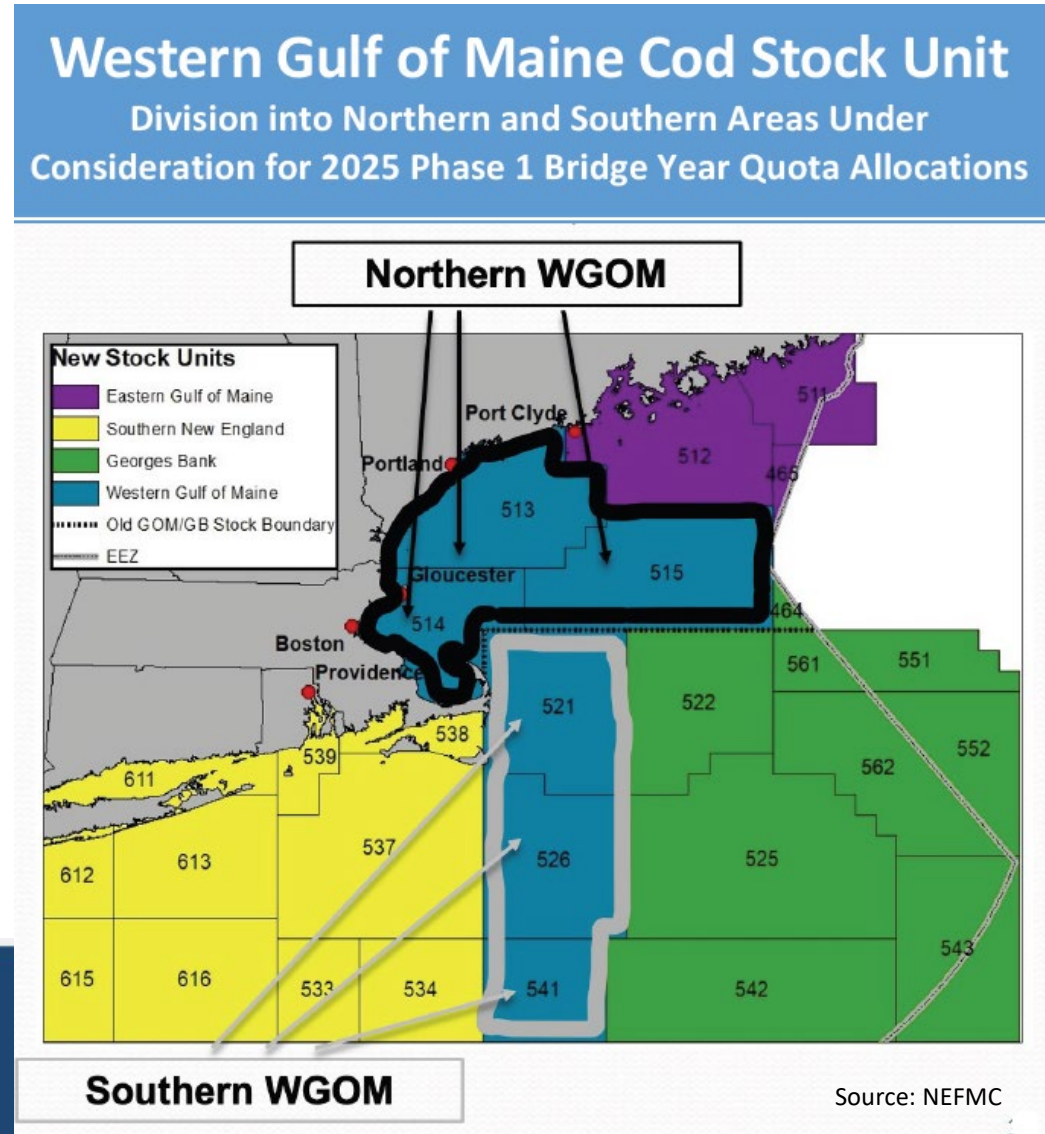 Western Gulf of Maine Cod Stock Unit
Division into Northern and Southern Areas Under
Consideration for 2025 Phase 1 Bridge Year Quota Allocations
Northern WGOM
New Stock Units
Eastern Gulf of Maine
Southern New England
Georges Bank
Western Gulf of Maine
Old GOM/GB Stock Boundary
EEZ
511
Port Clyde
512
Portland
465
513
Gloucester
515
464
514
Boston
Providence
561
551
521
522
538
539
552
562
611
537
613
526
525
612
543
615
616
533
534
541
542
Southern WGOM
Source: NEFMC